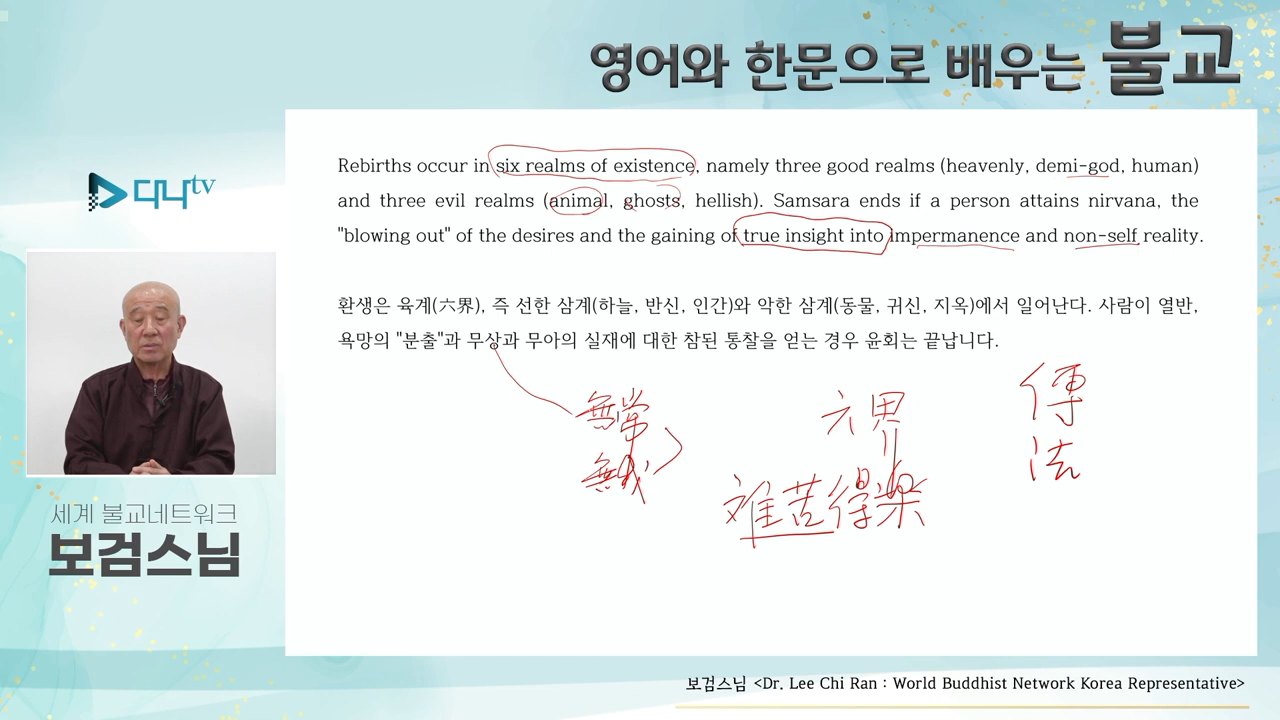 영어와 한문으로 배우는 불교
디나tv
Rebirths occur in six realms of existence, namely three good realms (heavenly, demi-god, human)
and three evil realms (animal, ghosts, hellish). Samsara ends if a person attains nirvana, the
"blowing out" of the desires and the gaining of true insight into impermanence and non-self reality.
환생은 육계(六界), 즉 선한 삼계(하늘, 반신, 인간)와 악한 삼계(동물, 귀신, 지옥)에서 일어난다. 사람이 열반,
욕망의 "분출"과 무상과 무아의 실재에 대한 참된 통찰을 얻는 경우 윤회는 끝납니다.
無常
無我
六界
離苦得樂
傳
法
세계 불교네트워크
보검스님
보검스님 <Dr. Lee Chi Ran : World Buddhist Network Korea Representative>